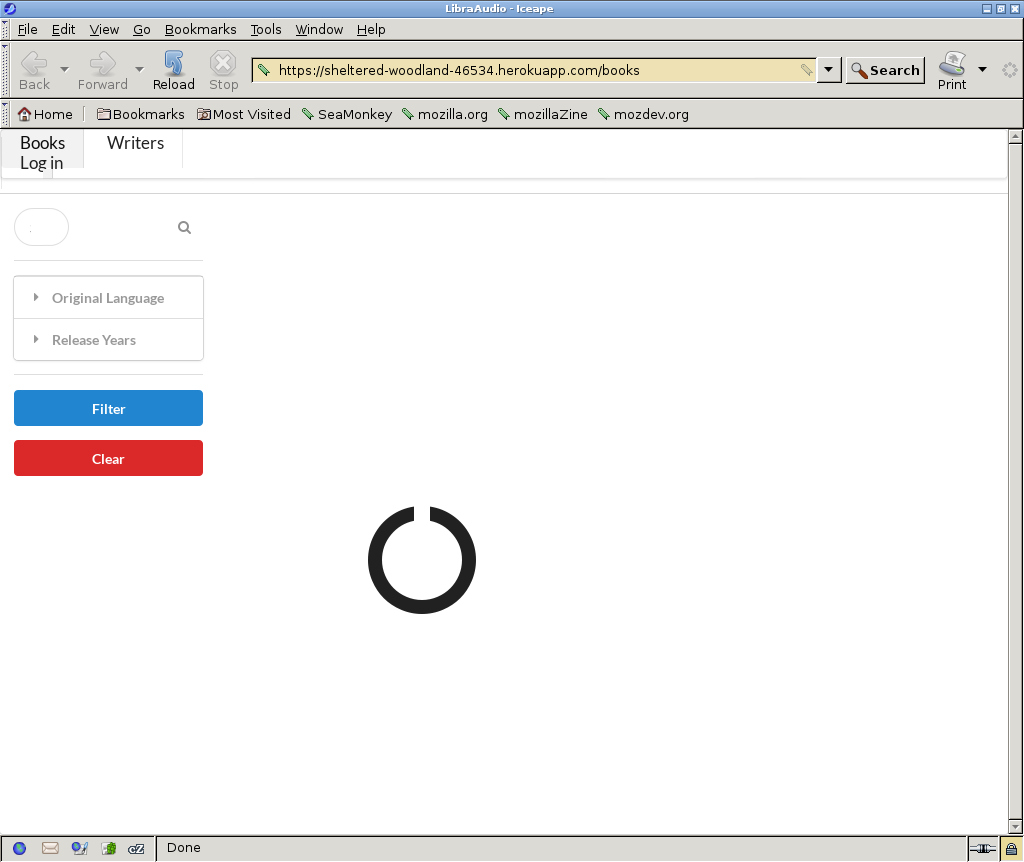 LibraAudio - Iceape
File Edit View Go Bookmarks Tools Window Help
Back Forward Reload Stop https://sheltered-woodland-46534.herokuapp.com/books Search Print
Home Bookmarks Most Visited SeaMonkey mozilla.org mozillaZine mozdev.org
Books Writers
Log in
Original Language
Release Years
Filter
Clear
Done